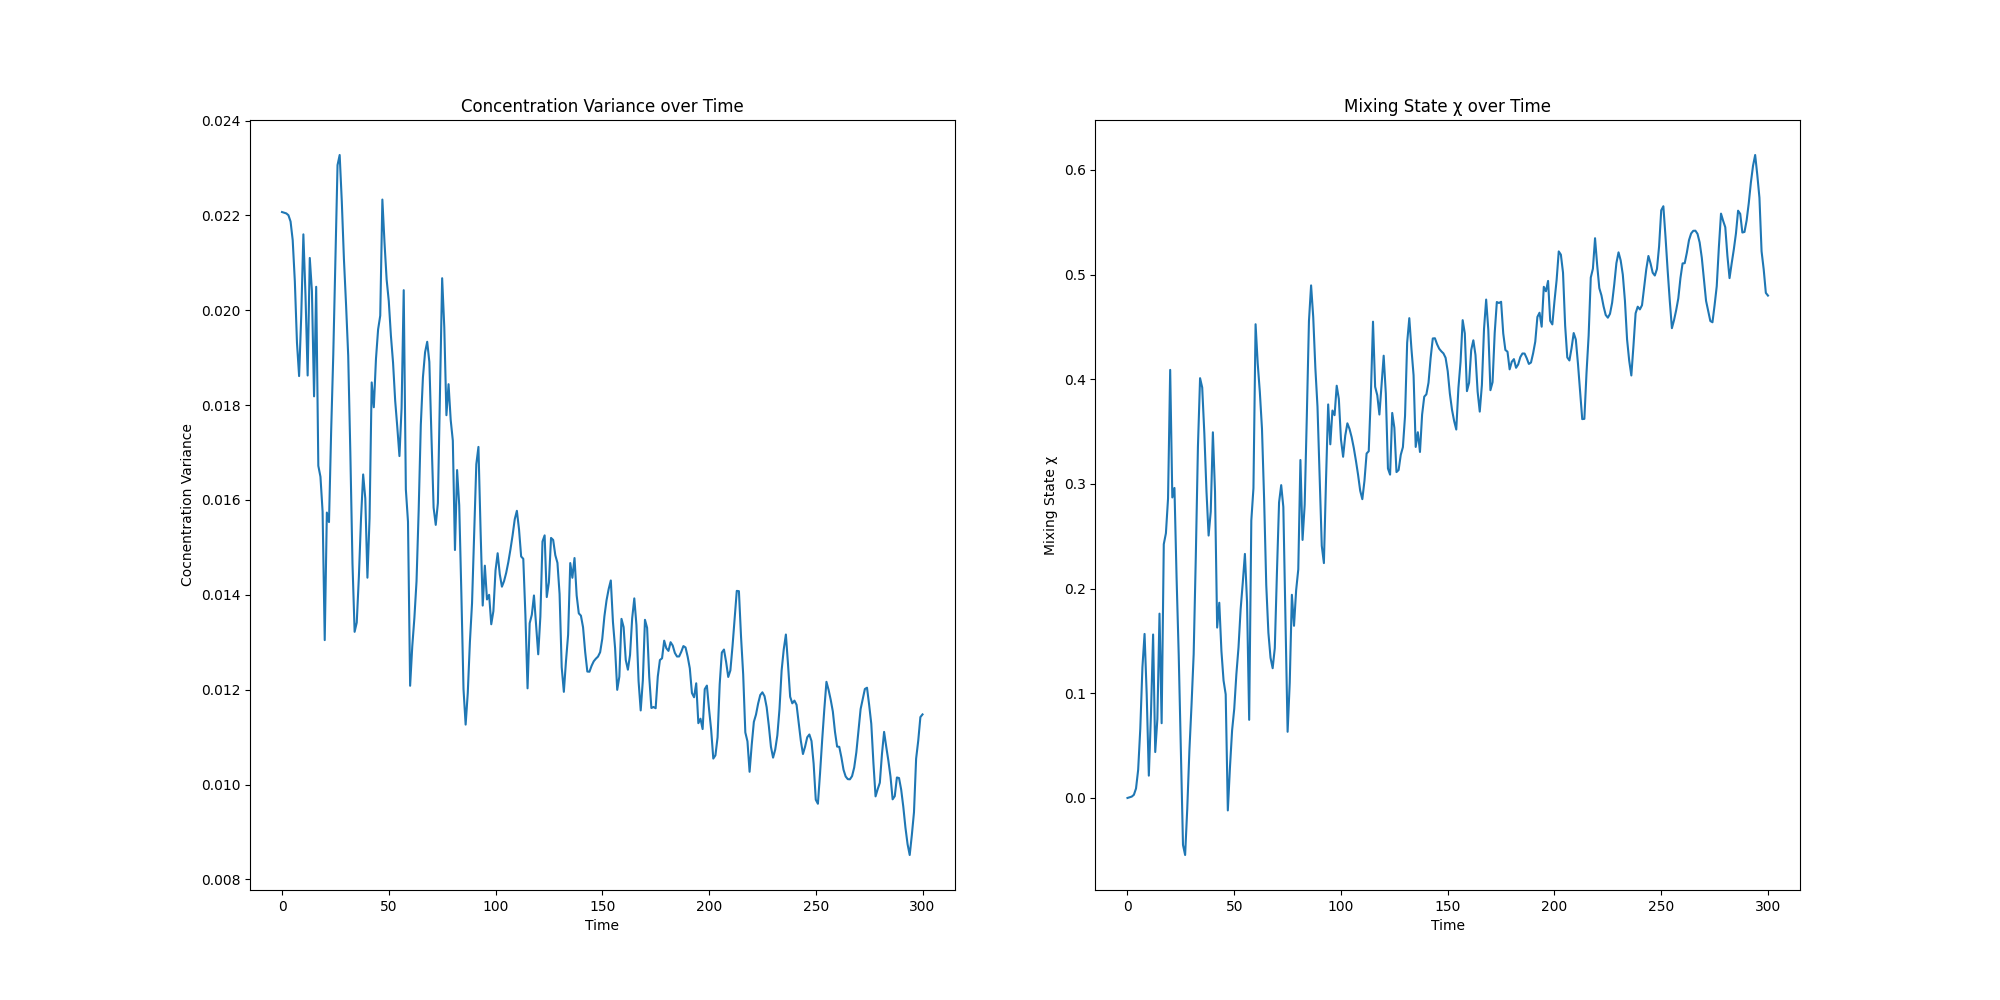 Concentration Variance over Time
Cocnentration Variance
0.024
0.022
0.020
0.018
0.016
0.014
0.012
0.010
0.008
0 50 100 150 200 250 300
Time
Mixing State χ over Time
Mixing State χ
0.6
0.5
0.4
0.3
0.2
0.1
0.0
0 50 100 150 200 250 300
Time